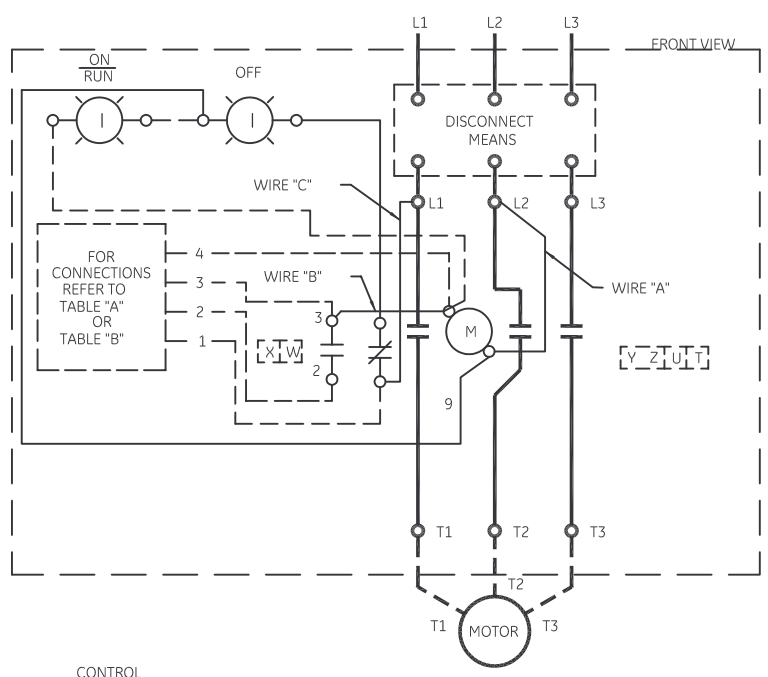 L1 L2 L3
FRONT VIEW
ON
RUN
OFF
DISCONNECT
MEANS
WIRE "C"
L1 L2 L3
FOR
CONNECTIONS
REFER TO
TABLE "A"
OR
TABLE "B"
4
3
2
1
WIRE "B"
WIRE "A"
3
X W
2
M
Y Z U T
9
T1 T2 T3
T2
T1 MOTOR T3
CONTROL